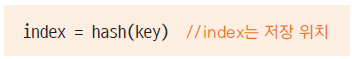 index = hash(key) //index는 저장 위치